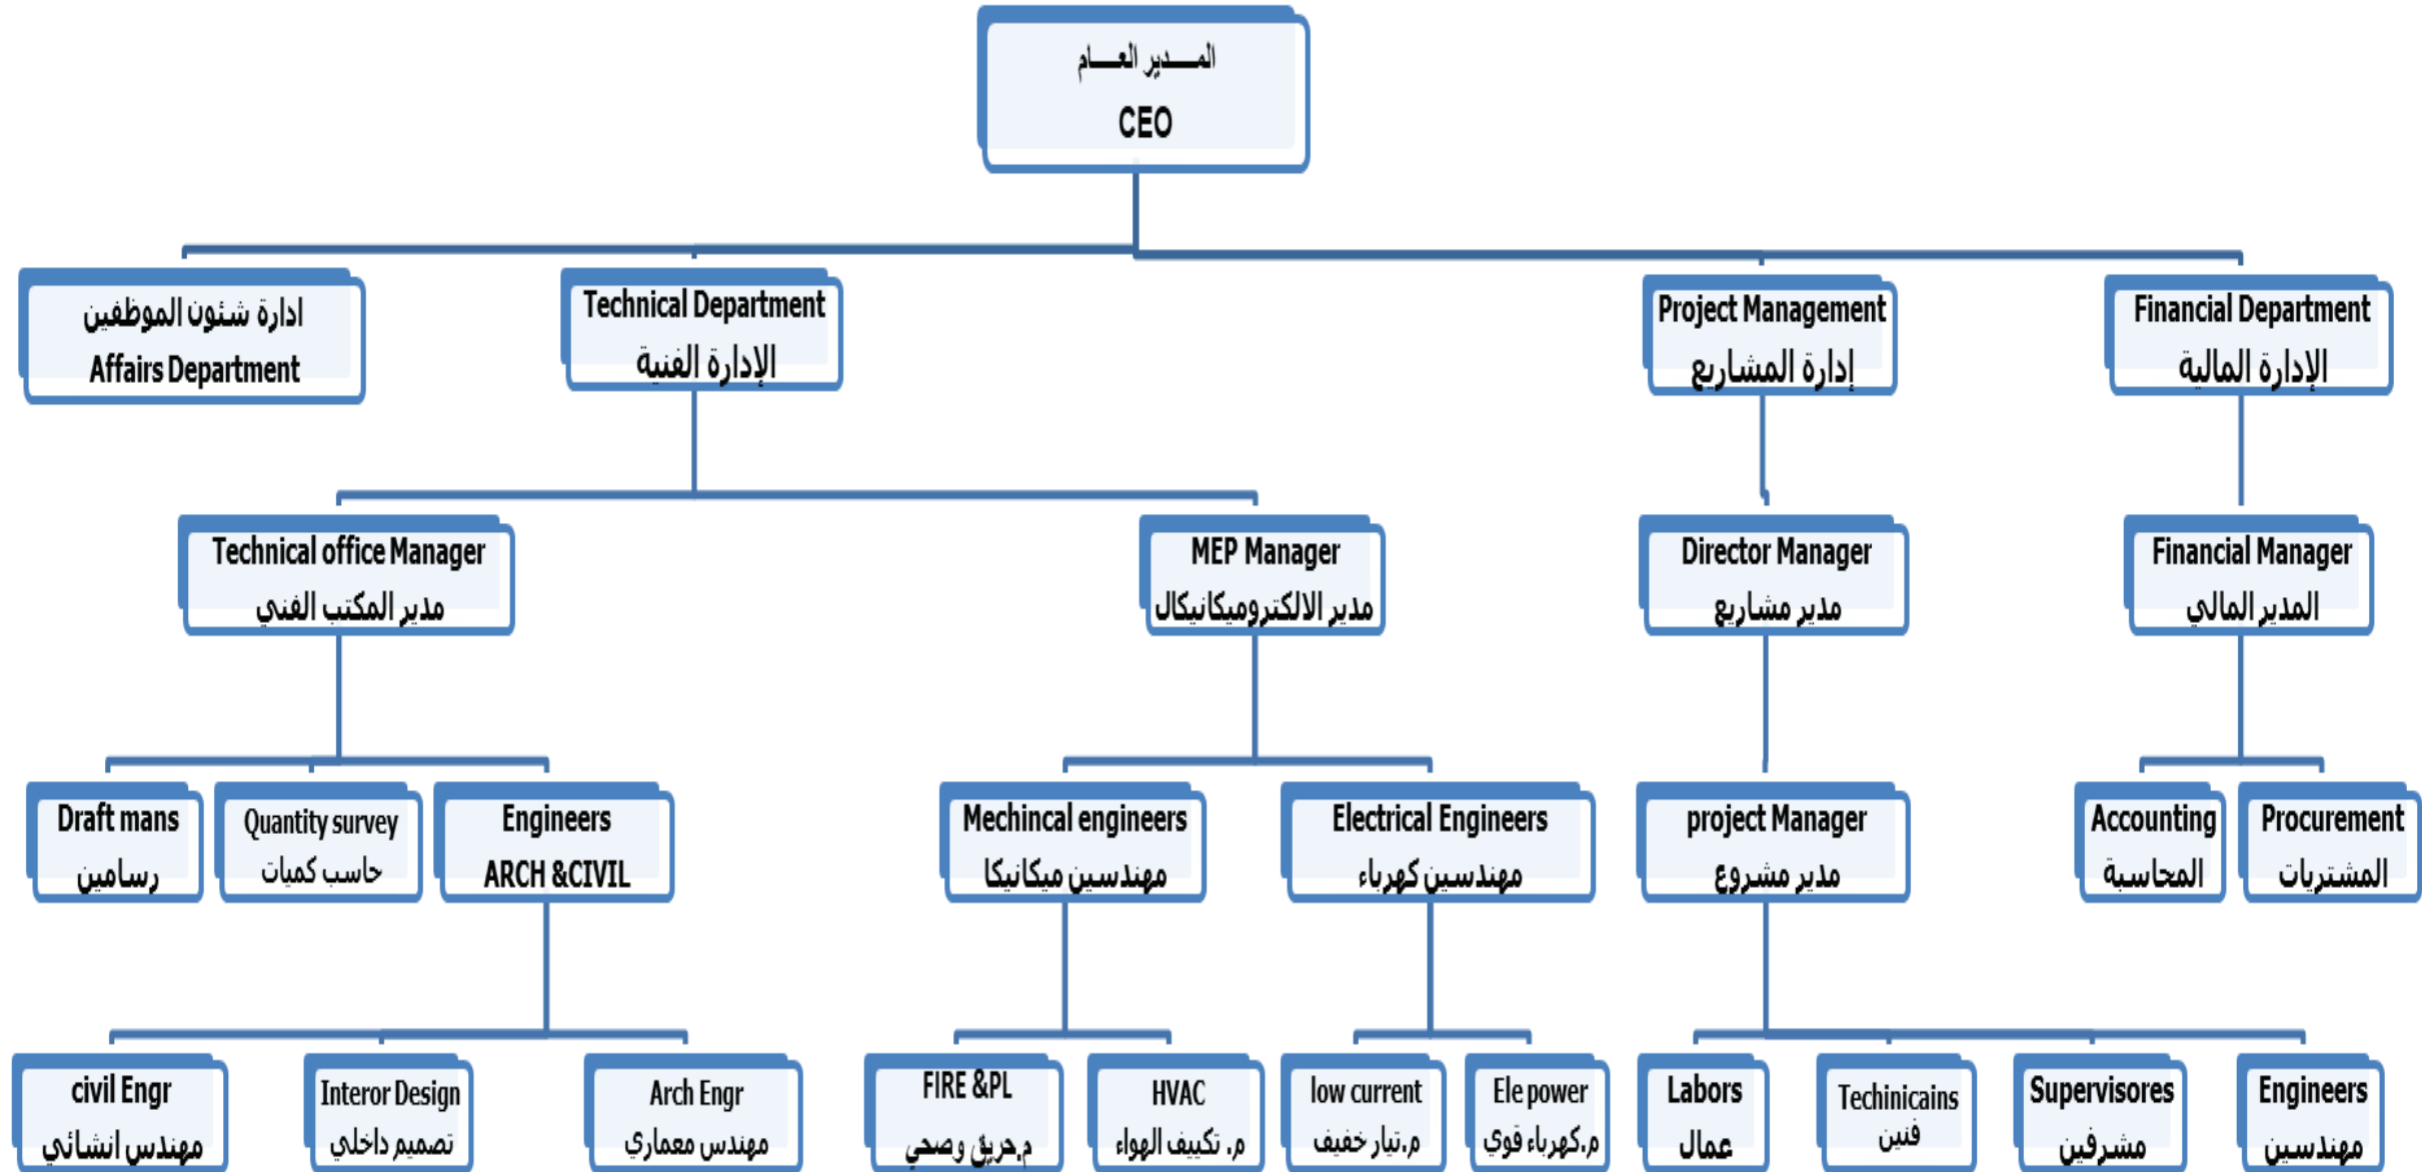 المـــدير العـــام
CEO
ادارة شئون الموظفين
Affairs Department
Technical Department
الإدارة الفنية
Project Management
إدارة المشاريع
Financial Department
الإدارة المالية
Technical office Manager
مدير المكتب الفني
MEP Manager
مدير الالكتروميكانيكال
Director Manager
مدير مشاريع
Financial Manager
المدير المالي
Draft mans
رسامين
Quantity survey
حاسب كميات
Engineers
ARCH &CIVIL
Mechincal engineers
مهندسين ميكانيكا
Electrical Engineers
مهندسين كهرباء
project Manager
مدير مشروع
Accounting
المحاسبة
Procurement
المشتريات
civil Engr
مهندس انشائي
Interor Design
تصميم داخلي
Arch Engr
مهندس معماري
FIRE &PL
م.حريق وصحي
HVAC
م. تكييف الهواء
low current
م.تيار خفيف
Ele power
م.كهرباء قوي
Labors
عمال
Techinicains
فنين
Supervisores
مشرفين
Engineers
مهندسين